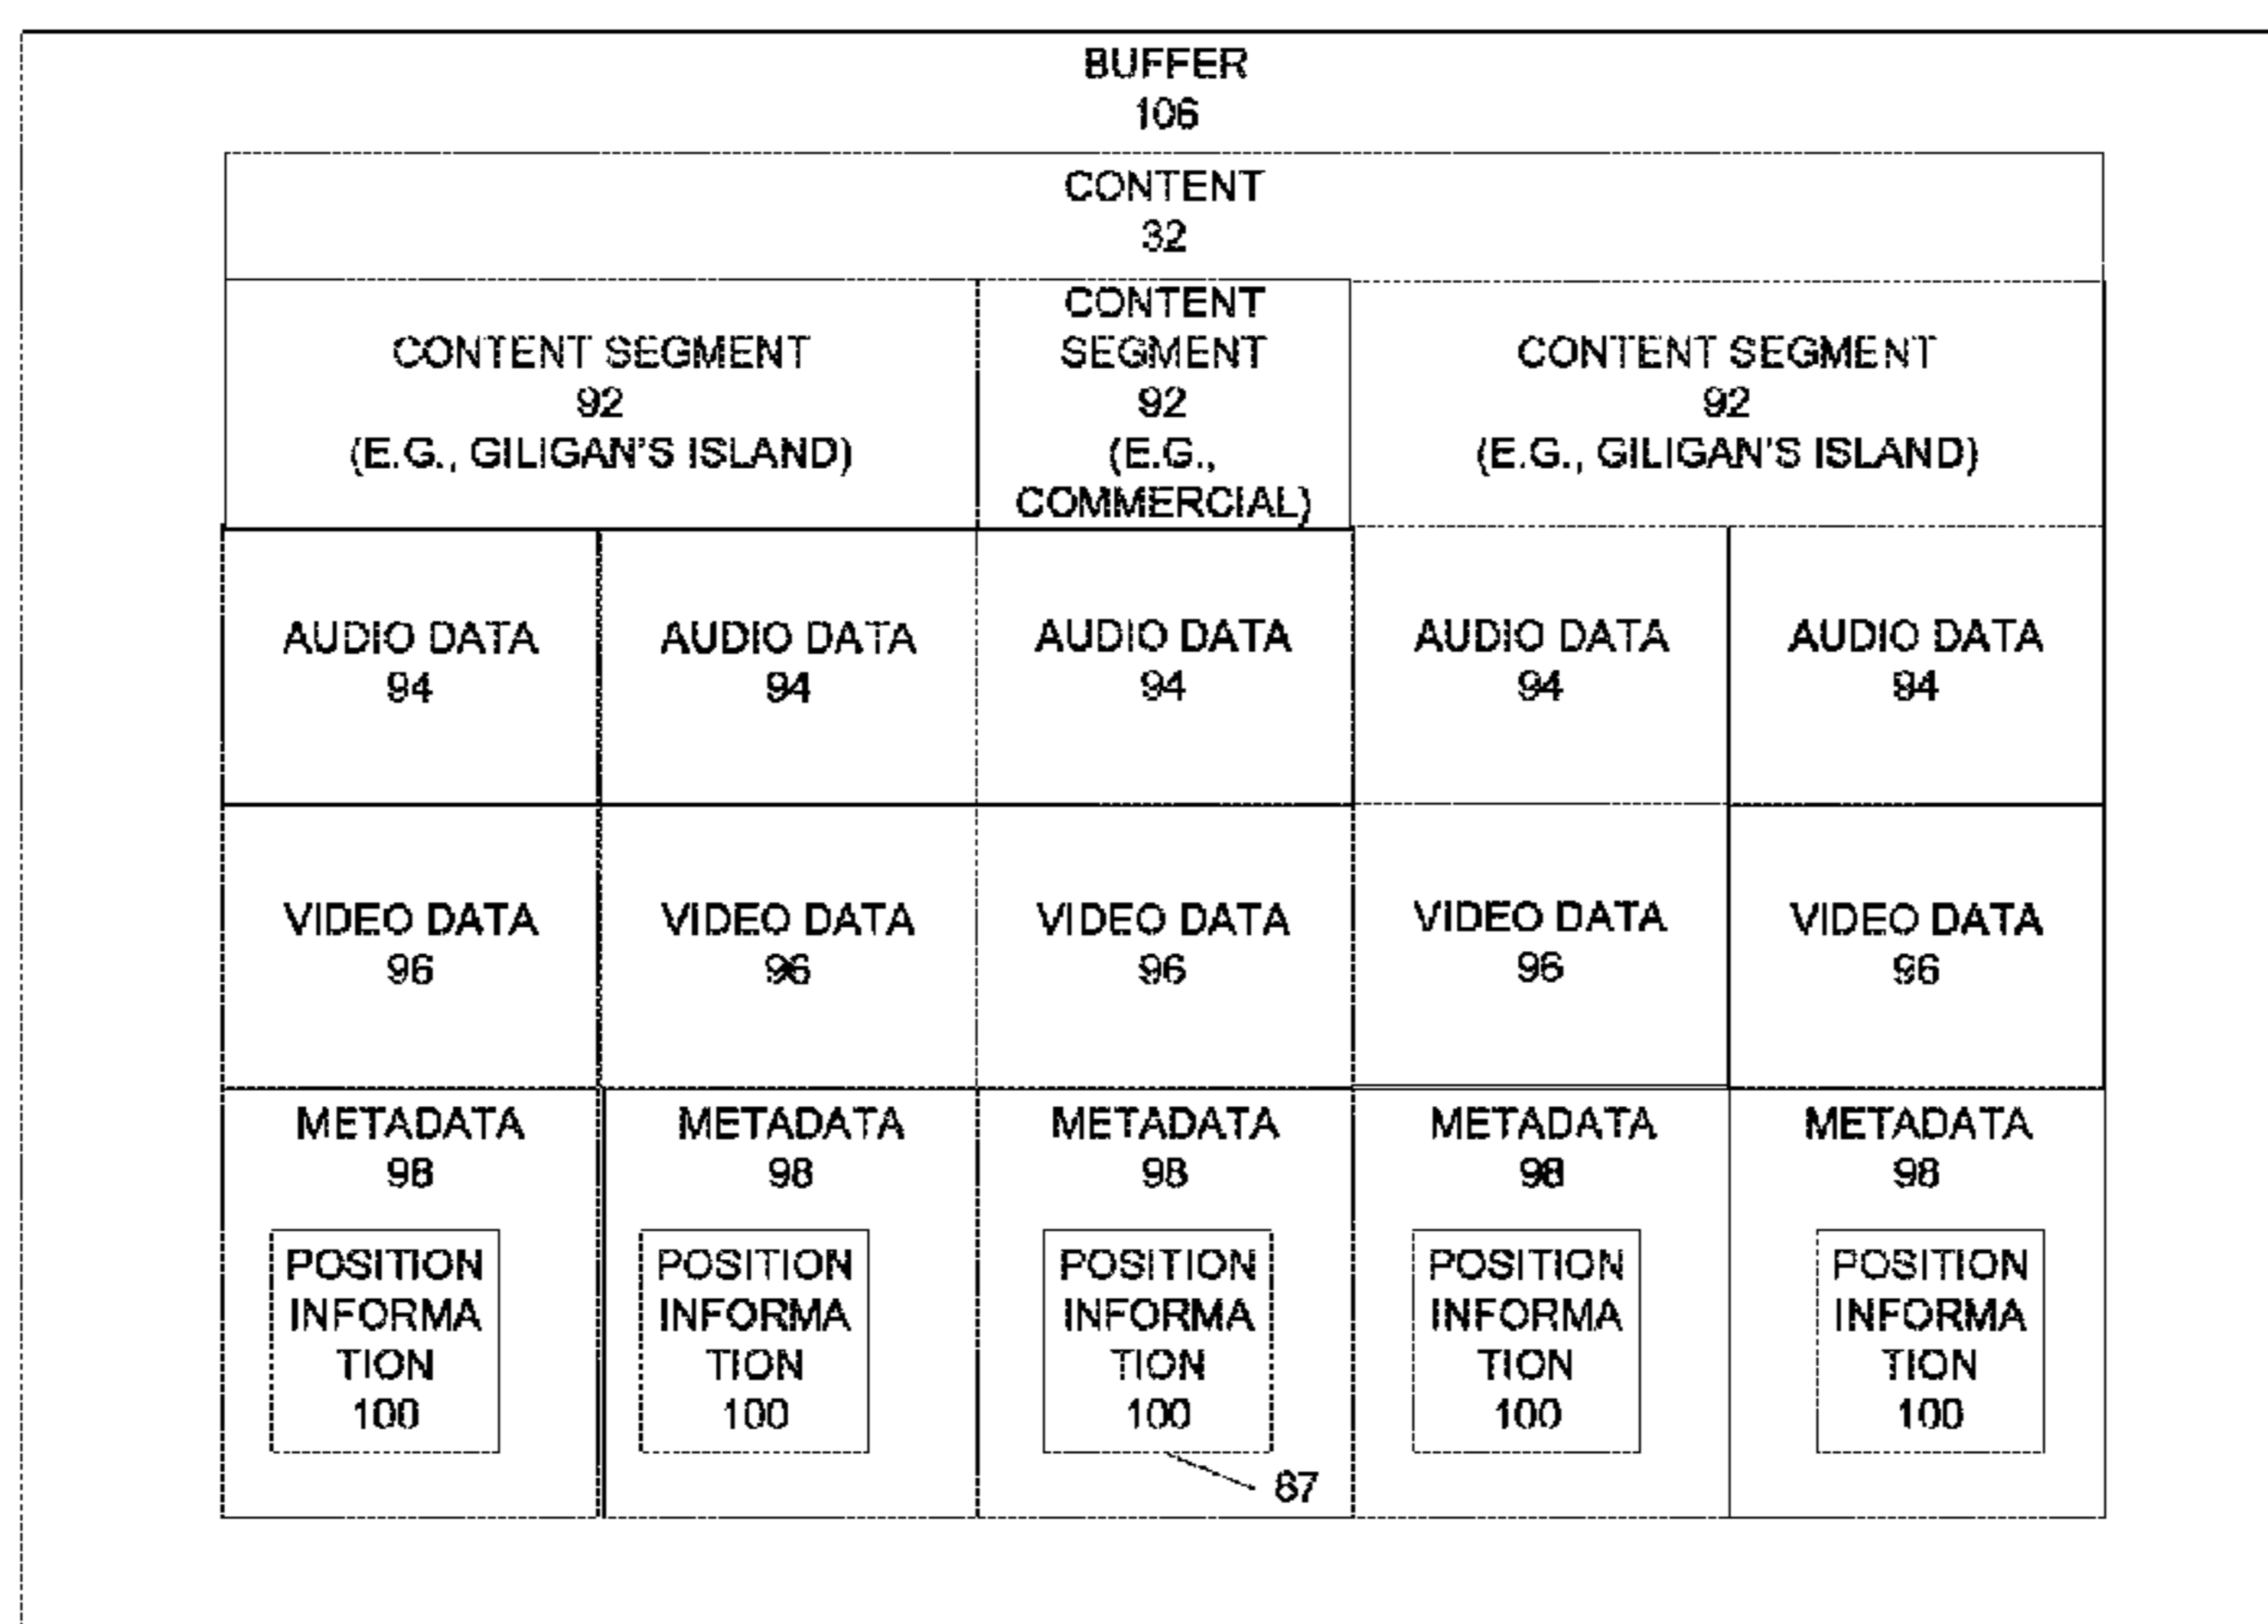 BUFFER
106
CONTENT
32
CONTENT SEGMENT
92
(E.G., GILIGAN'S ISLAND)
CONTENT
SEGMENT
92
(E.G.,
COMMERCIAL)
CONTENT SEGMENT
92
(E.G., GILIGAN'S ISLAND)
AUDIO DATA
94
AUDIO DATA
94
AUDIO DATA
94
AUDIO DATA
94
AUDIO DATA
94
VIDEO DATA
96
VIDEO DATA
96
VIDEO DATA
96
VIDEO DATA
96
VIDEO DATA
96
METADATA
98
POSITION
INFORMA
TION
100
METADATA
98
POSITION
INFORMA
TION
100
METADATA
98
POSITION
INFORMA
TION
100
67
METADATA
98
POSITION
INFORMA
TION
100
METADATA
98
POSITION
INFORMA
TION
100